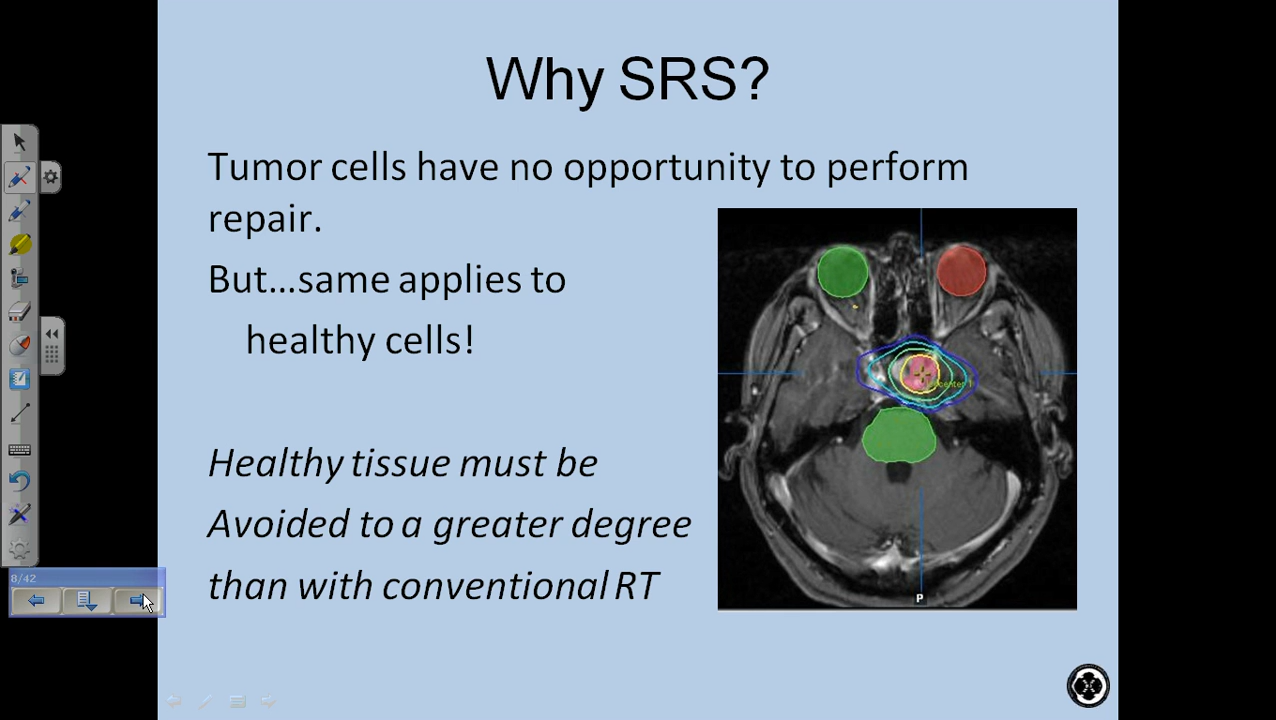 Why SRS?
Tumor cells have no opportunity to perform
repair.
But...same applies to
healthy cells!
Healthy tissue must be
Avoided to a greater degree
than with conventional RT
P
8/42